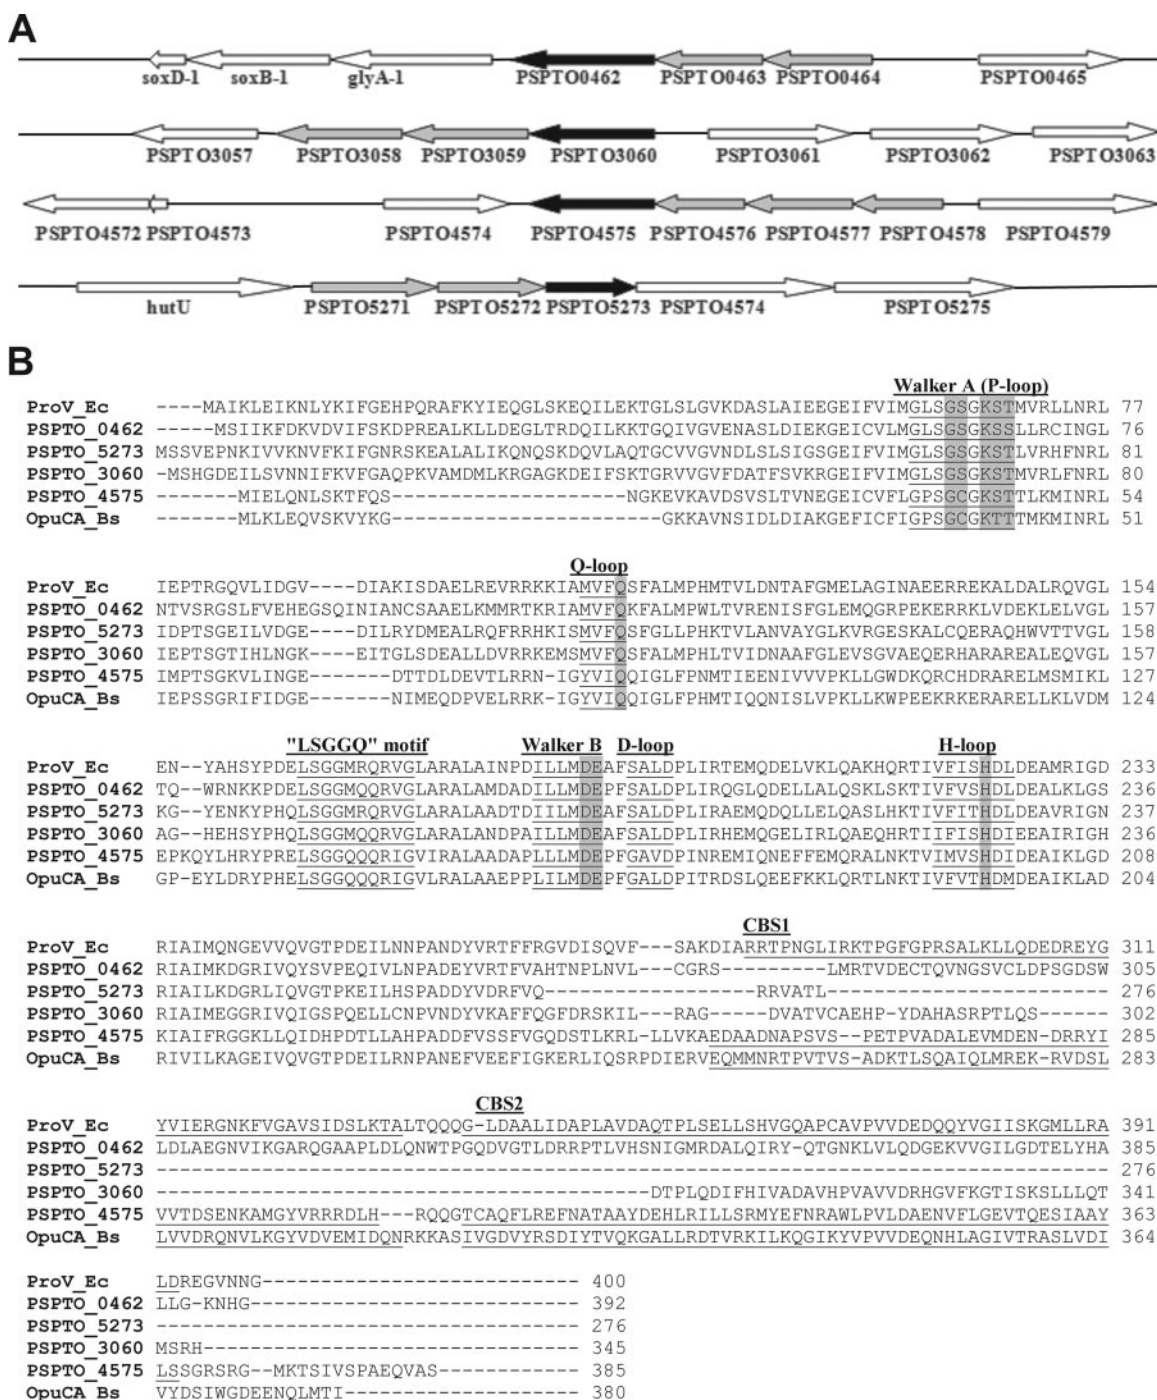 A
soxD-1 soxB-1 glyA-1 PSPTO0462 PSPTO0463 PSPTO0464 PSPTO0465
PSPTO3057 PSPTO3058 PSPTO3059 PSPTO3060 PSPTO3061 PSPTO3062 PSPTO3063
PSPTO4572 PSPTO4573 PSPTO4574 PSPTO4575 PSPTO4576 PSPTO4577 PSPTO4578 PSPTO4579
hutU PSPTO5271 PSPTO5272 PSPTO5273 PSPTO4574 PSPTO5275
B
Walker A (P-loop)
ProV_Ec ----MAIKLEIKNLYKIFGEHPQRAFKYIEQGLSKEQILEKTGLSLGVKDASLAIEEGEIFVIMGLSGSGKSTMVRLLNRL 77
PSPTO_0462 -----MSIIKFDKVDVIFSKDPREALKLLDEGLTRDQILKKTGQIVGVENASLDIEKGEICVLMGLSGSGKSSLLRCINGL 76
PSPTO_5273 MSSVEPNKIVVKNVFKIFGNRSKEALALIKQNQSKDQVLAQTGCVVGVNDLSLSIGSGEIFVIMGLSGSGKSTLVRHFNRL 81
PSPTO_3060 -MSHGDEILSVNNIFKVFGAQPKVAMDMLKRGAGKDEIFSKTGRVVGVFDATFSVKRGEIFVIMGLSGSGKSTMVRLFNRL 80
PSPTO_4575 -------MIELQNLSKTFQS--------------------NGKEVKAVDSVSLTVNEGEICVFLGPSGCGKSTTLKMINRL 54
OpuCA_Bs -------MLKLEQVSKVYKG-----------------------GKKAVNSIDLDIAKGEFICFIGPSGCGKTTTMKMINRL 51
Q-loop
ProV_Ec IEPTRGQVLIDGV----DIAKISDAELREVRRKKIAMVFQSFALMPHMTVLDNTAFGMELAGINAEERREKALDALRQVGL 154
PSPTO_0462 NTVSRGSLFVEHEGSQINIANCSAAELKMMRTKRIAMVFQKFALMPWLTVRENISFGLEMQGRPEKERRKLVDEKLELVGL 157
PSPTO_5273 IDPTSGEILVDGE----DILRYDMEALRQFRRHKISMVFQSFGLLPHKTVLANVAYGLKVRGESKALCQERAQHWVTTVGL 158
PSPTO_3060 IEPTSGTIHLNGK----EITGLSDEALLDVRRKEMSMVFQSFALMPHLTVIDNAAFGLEVSGVAEQERHARAREALEQVGL 157
PSPTO_4575 IMPTSGKVLINGE----DTTDLDEVTLRRN-IGYVIQQIGLFPNMTIEENIVVVPKLLGWDKQRCHDRARELMSMIKL 127
OpuCA_Bs IEPSSGRIFIDGE----NIMEQDPVELRRK-IGYVIQQIGLFPHMTIQQNISLVPKLLKWPEEKRKERARELLKLVDM 124
"LSGGQ" motif Walker B D-loop H-loop
ProV_Ec EN--YAHSYPDELSGGMRQRVGLARALAINPDILLMDEAFSALDPLIRTEMQDELVKLQAKHQRTIVFISHDLDEAMRIGD 233
PSPTO_0462 TQ--WRNKKPDELSGGMQQRVGLARALAMDADILLMDEPFSALDPLIRQGLQDELLALQSKLSKTIVFVSHDLDEALKLGS 236
PSPTO_5273 KG--YENKYPHQLSGGMRQRVGLARALAADTDIILMDEAFSALDPLIRAEMQDQLLELQASLHKTIVFITHDLDEAVRIGN 237
PSPTO_3060 AG--HEHSYPHQLSGGMQQRVGLARALANDPAILLMDEAFSALDPLIRHEMQGELIRLQAEQHRTIIFISHDIEEAIRIGH 236
PSPTO_4575 EPKQYLHRYPRELSGGQQQRIGVIRALAADAPLLLMDEPFGAVDPINREMIQNEFFEMQRALNKTVIMVSHDIDEAIKLGD 208
OpuCA_Bs GP--EYLDRYPHELSGGQQQRIGVLRALAAEPPLILMDEPFGALDPITRDSLQEEFKKLQRTLNKTIVFVTHDMDEAIKLAD 204
CBS1
ProV_Ec RIAIMQNGEVVQVGTPDEILNNPANDYVRTFFRGVDISQVF---SAKDIARRTPNGLIRKTPGFGPRSALKLLQDEDREYG 311
PSPTO_0462 RIAIMKDGRIVQYSVPEQIVLNPADEYVRTFVAHTNPLNVL---CGRS---------LMRTVDECTQVNGSVCLDPSGDSW 305
PSPTO_5273 RIAILKDGRLIQVGTPKEILHSPADDYVDRFVQ------------------RRVATL------------------------ 276
PSPTO_3060 RIAIMEGGRIVQIGSPQELLCNPVNDYVKAFFQGFDRSKIL---RAG-----DVATVCAEHP-YDAHASRPTLQS------ 302
PSPTO_4575 KIAIFRGGKLLQIDHPDTLLAHPADDFVSSFVGQDSTLKRL-LLVKAEDAADNAPSVS--PETPVADALEVMDEN-DRRYI 285
OpuCA_Bs RIVILKAGEIVQVGTPDEILRNPANEFVEEFIGKERLIQSRPDIERVEQMMNRTPVTVS-ADKTLSQAIQLMREK-RVDSL 283
CBS2
ProV_Ec YVIERGNKFVGAVSIDSLKTALTQQQG-LDAALIDAPLAVDAQTPLSELLSHVGQAPCAVPVVDEDQQYVGIISKGMLLRA 391
PSPTO_0462 LDLAEGNVIKGARQGAAPLDLQNWTPGQDVGTLDRRPTLVHSNIGMRDALQIRY-QTGNKLVLQDGEKVVGILGDTELYHA 385
PSPTO_5273 --------------------------------------------------------------------------------- 276
PSPTO_3060 ------------------------------------------DTPLQDIFHIVADAVHPVAVVDRHGVFKGTISKSLLLQT 341
PSPTO_4575 VVTDSENKAMGYVRRRDLH---RQQGTCAQFLREFNATAAYDEHLRILLSRMYEFNRAWLPVLDAENVFLGEVTQESIAAY 363
OpuCA_Bs LVVDRQNVLKGYVDVEMIDQNRKKASIVGDVYRSDIYTVQKGALLRDTVRKILKQGIKYVPVVDEQNHLAGIVTRASLVDI 364
ProV_Ec LDREGVNNG--------------------------- 400
PSPTO_0462 LLG-KNHG---------------------------- 392
PSPTO_5273 ------------------------------------ 276
PSPTO_3060 MSRH-------------------------------- 345
PSPTO_4575 LSSGRSRG--MKTSIVSPAEQVAS------------ 385
OpuCA_Bs VYDSIWGDEENQLMTI-------------------- 380